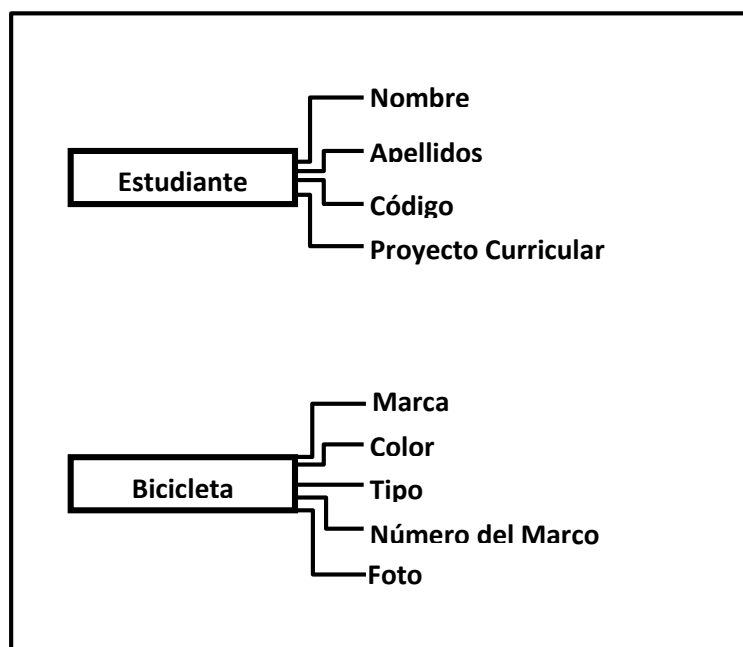 Nombre
Apellidos
Estudiante
Código
Proyecto Curricular
Marca
Color
Bicicleta
Tipo
Número del Marco
Foto